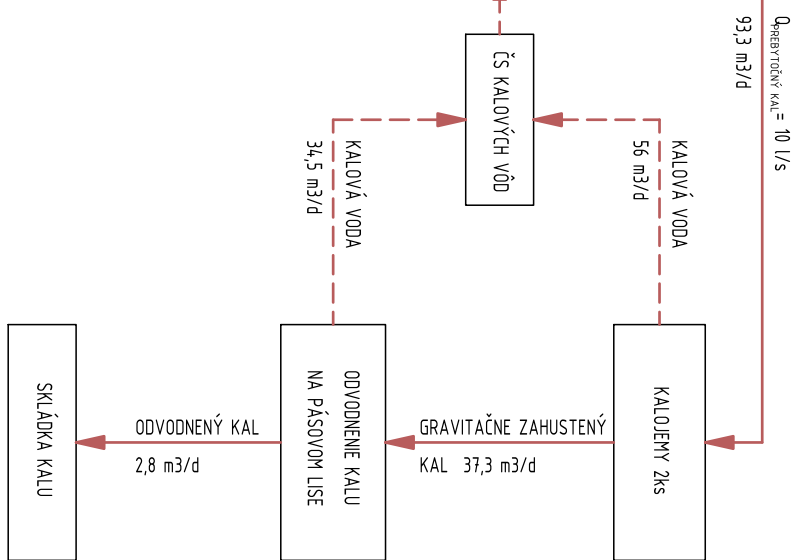 Q PREBYTOČNÝ KAL = 10 l/s
93,3 m3/d
ČS KALOVÝCH VÔD
KALOVÁ VODA
34,5 m3/d
KALOVÁ VODA
56 m3/d
KALOJEMY 2ks
GRAVITAČNE ZAHUSTENÝ
KAL 37,3 m3/d
ODVODNENIE KALU
NA PÁSOVOM LISE
ODVODNENÝ KAL
2,8 m3/d
SKLÁDKA KALU